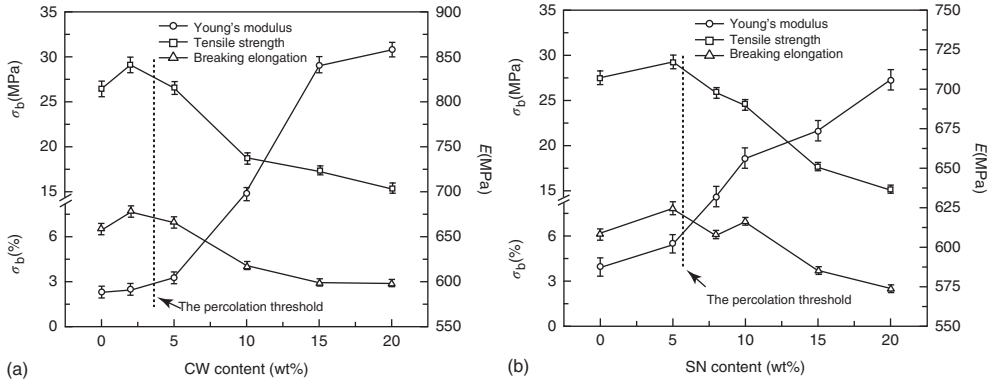 35
30
25
20
15
6
3
0
σb(MPa)
σb(%)
Young's modulus
Tensile strength
Breaking elongation
The percolation threshold
900
850
800
750
700
650
600
550
E(MPa)
0 5 10 15 20
CW content (wt%)
(a)
35
30
25
20
15
6
3
0
σb(MPa)
σb(%)
Young's modulus
Tensile strength
Breaking elongation
The percolation threshold
750
725
700
675
650
625
600
575
550
E(MPa)
0 5 10 15 20
SN content (wt%)
(b)